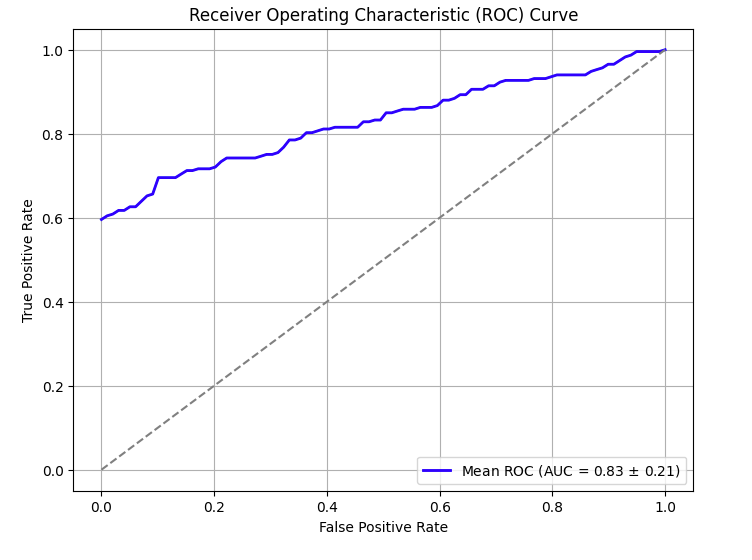 Receiver Operating Characteristic (ROC) Curve
1.0
0.8
0.6
0.4
0.2
0.0
True Positive Rate
Mean ROC (AUC = 0.83 ± 0.21)
0.0 0.2 0.4 0.6 0.8 1.0
False Positive Rate